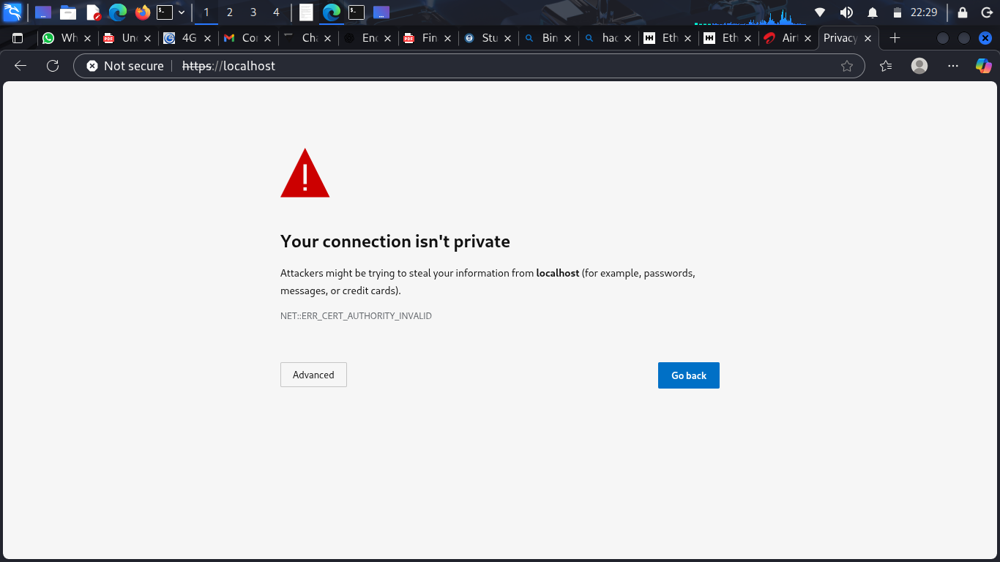 1 2 3 4 22:29
Wh Unc 4G Con Cha Enc Fin Stu Bin hac Eth Eth Airt Privacy
Not secure https://localhost
!
Your connection isn't private
Attackers might be trying to steal your information from localhost (for example, passwords,
messages, or credit cards).
NET::ERR_CERT_AUTHORITY_INVALID
Advanced Go back